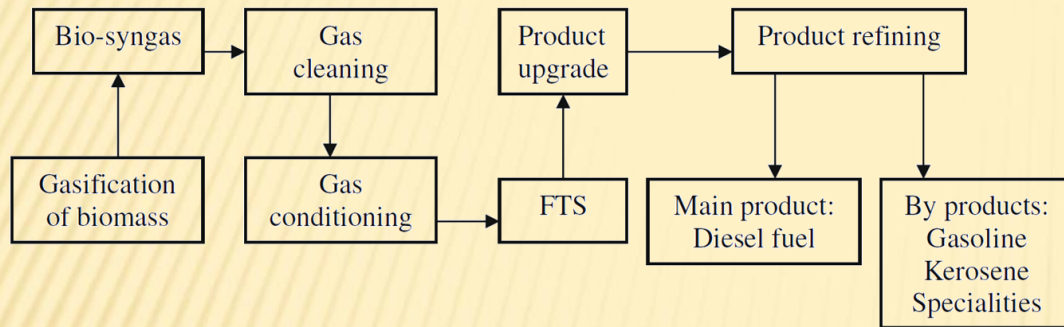 Bio-syngas
Gas
cleaning
Product
upgrade
Product refining
Gasification
of biomass
Gas
conditioning
FTS
Main product:
Diesel fuel
By products:
Gasoline
Kerosene
Specialities